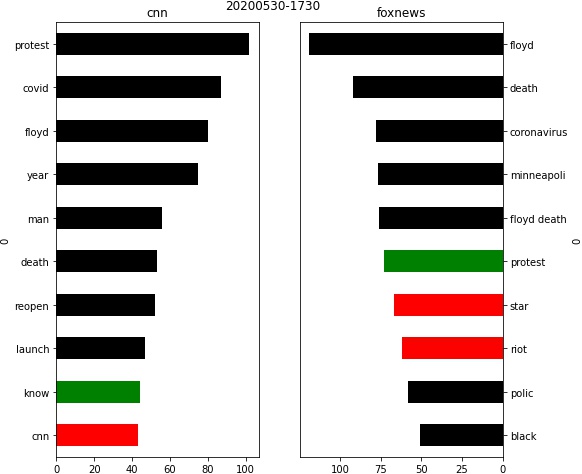 20200530-1730
cnn
foxnews
protest
covid
floyd
year
man
death
reopen
launch
know
cnn
0
0 20 40 60 80 100
floyd
death
coronavirus
minneapoli
floyd death
protest
star
riot
polic
black
0
100 75 50 25 0